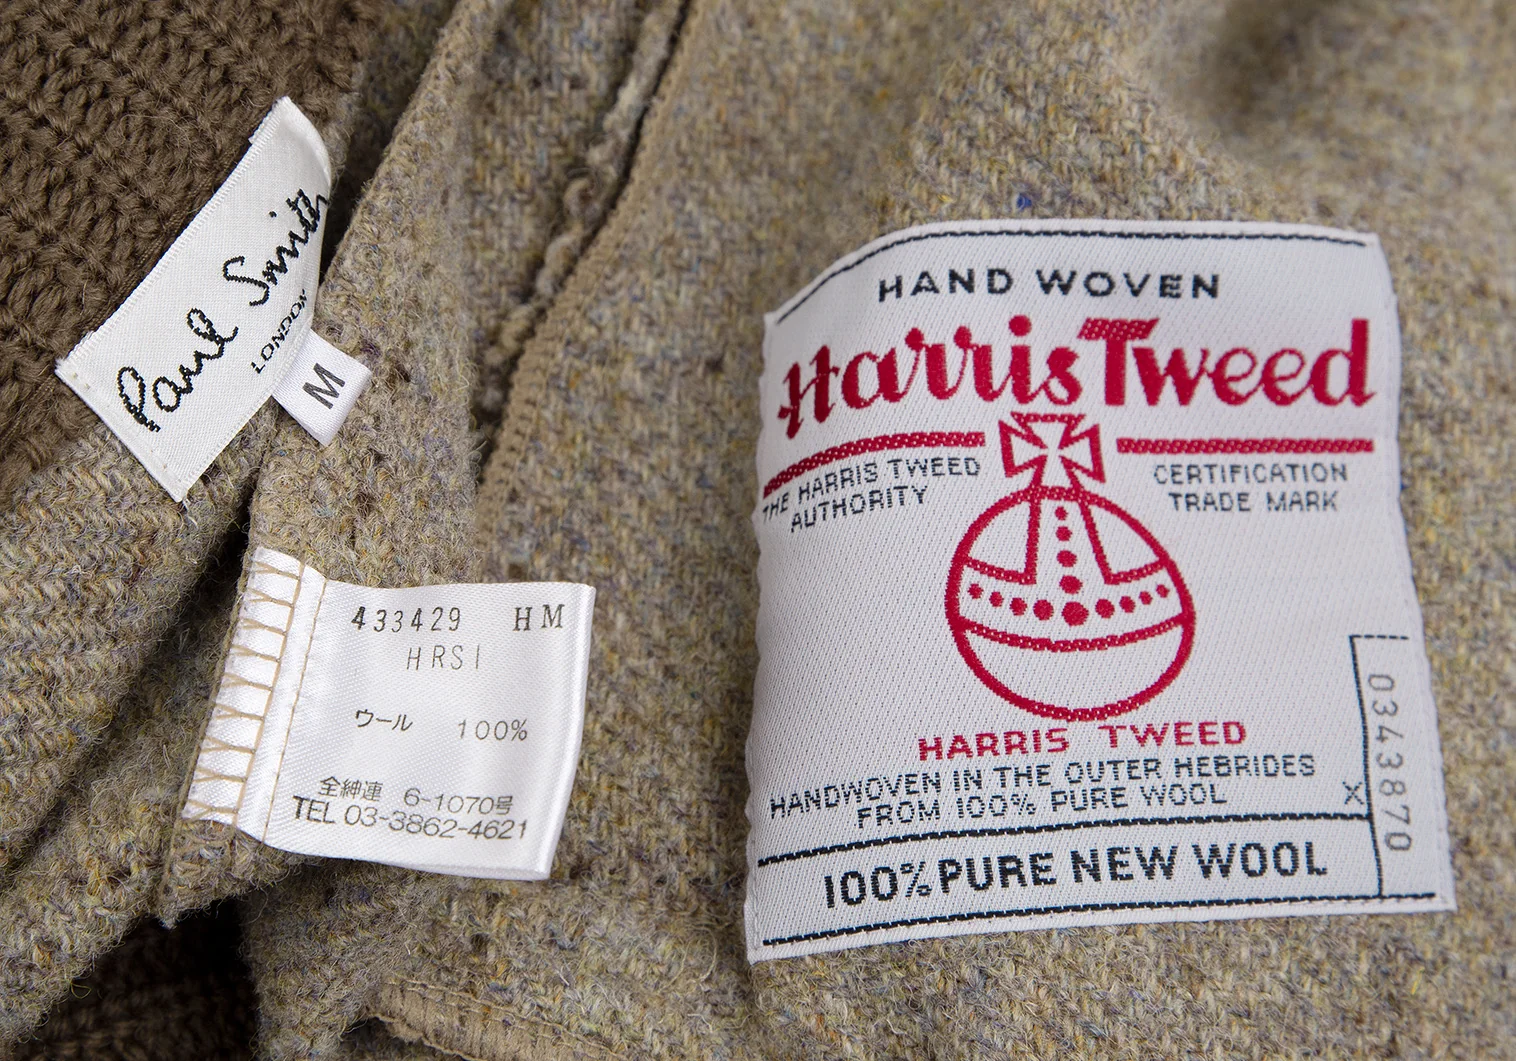 Paul Smith
LONDON
M
433429 HM
HRSI
ウール 100%
全紳連 6-1070号
TEL 03-3862-4621
HAND WOVEN
Harris Tweed
THE HARRIS TWEED
AUTHORITY
CERTIFICATION
TRADE MARK
HARRIS TWEED
HANDWOVEN IN THE OUTER HEBRIDES
FROM 100% PURE WOOL
X
0343870
100% PURE NEW WOOL